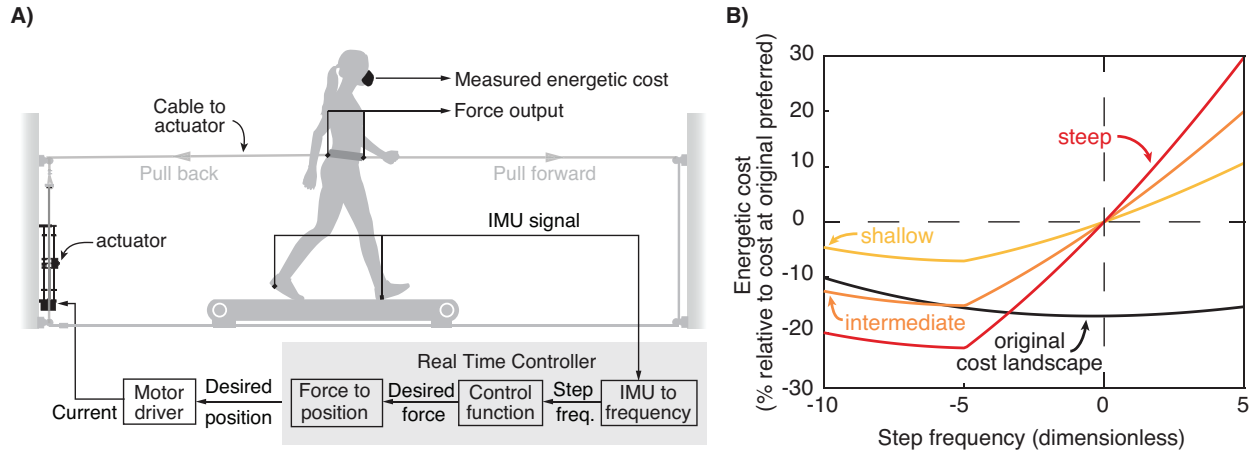 A)
Measured energetic cost
Force output
Cable to
actuator
Pull back
Pull forward
IMU signal
actuator
Real Time Controller
Motor
driver
Current
Desired
position
Force to
position
Desired
force
Control
function
Step
freq.
IMU to
frequency
B)
Energetic cost
(% relative to cost at original preferred)
30
20
10
0
-10
-20
-30
steep
shallow
intermediate
original
cost landscape
-10
-5
0
5
Step frequency (dimensionless)